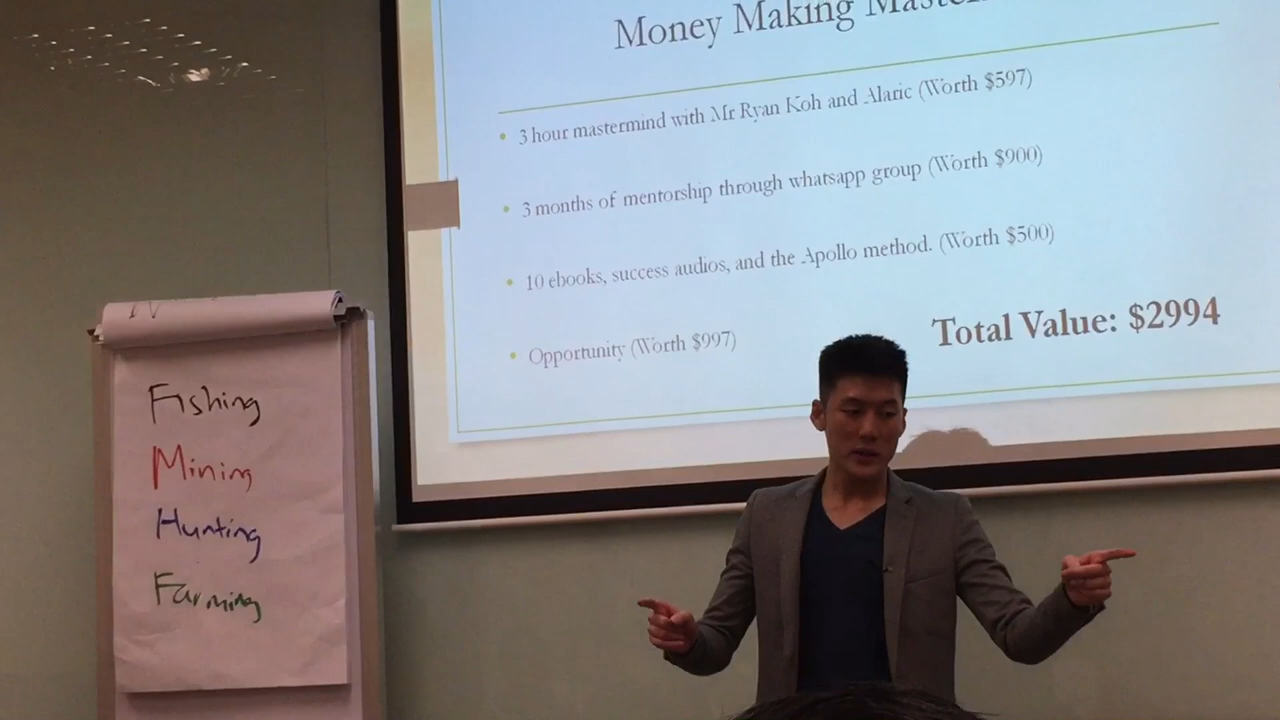 Money Making
3 hour mastermind with Mr Ryan Koh and Alaric (Worth $597)
3 months of mentorship through whatsapp group (Worth $900)
10 ebooks, success audios, and the Apollo method. (Worth $500)
Opportunity (Worth $997)
Total Value: $2994
Fishing
Mining
Hunting
Farming